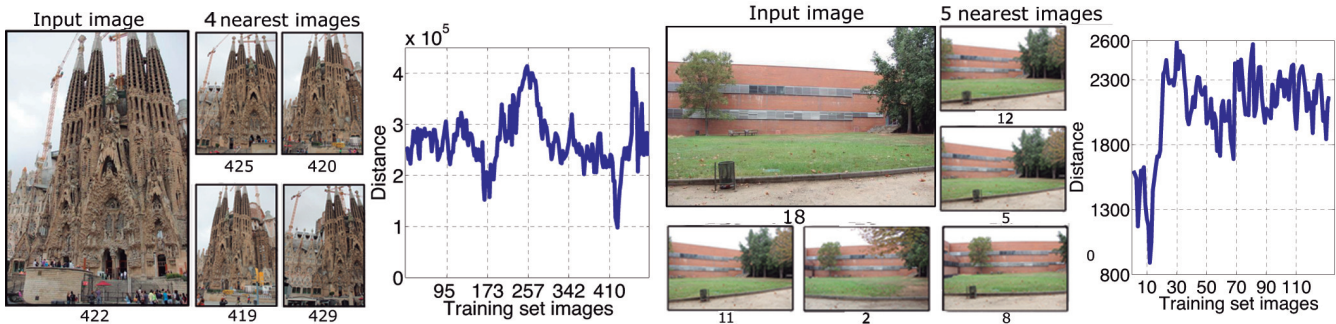 Input image
4 nearest images
422
425
420
419
429
x 10⁵
4
3
2
1
0
Distance
95 173 257 342 410
Training set images
Input image
18
5 nearest images
12
5
11
2
8
2600
2300
1800
1300
800
0
Distance
10 30 50 70 90 110
Training set images